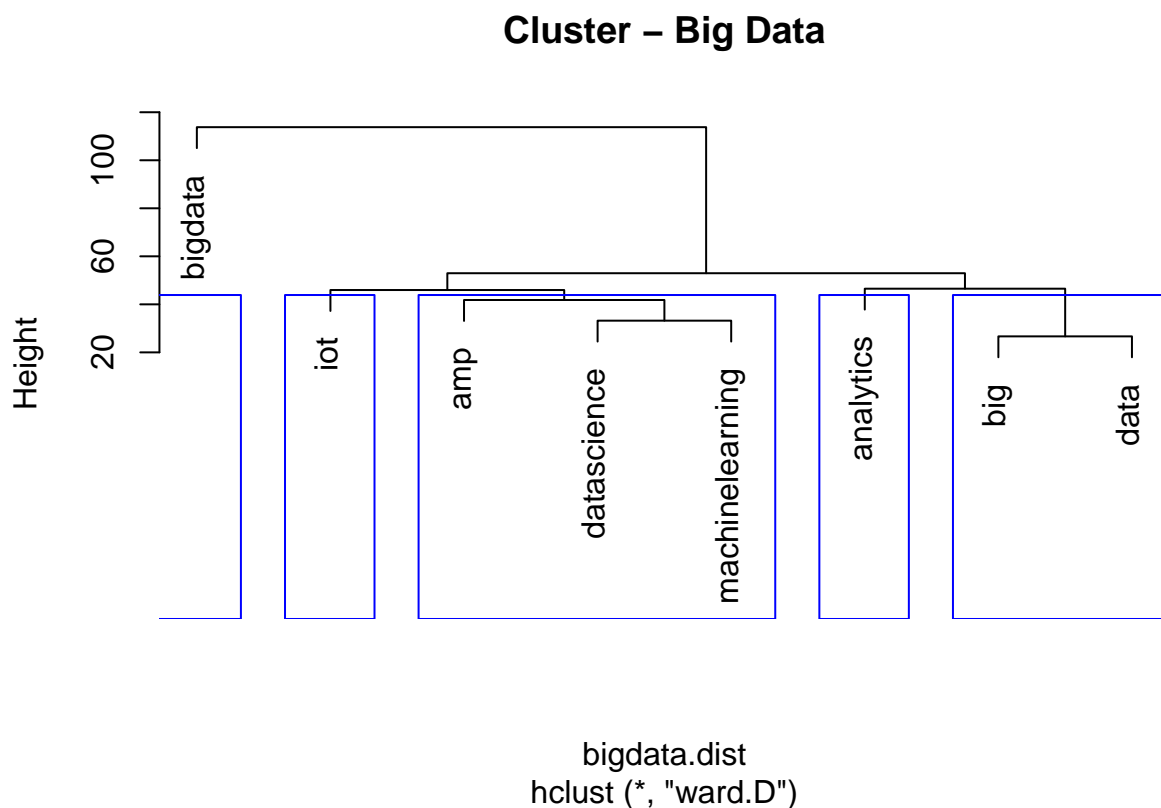 Cluster – Big Data
Height
100
60
20
bigdata
iot
amp
datascience
machinelearning
analytics
big
data
bigdata.dist
hclust (*, "ward.D")